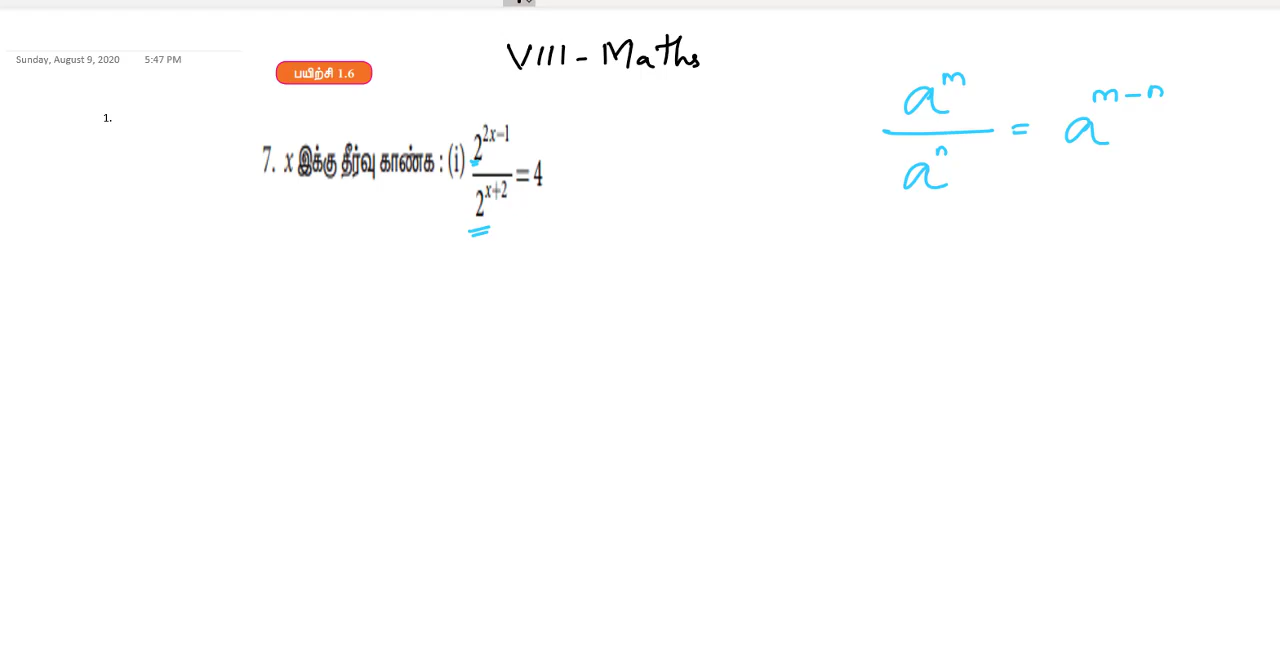 Sunday, August 9, 2020 5:47 PM
VIII - Maths
பயிற்சி 1.6
1.
7. x இக்கு தீர்வு காண்க : (i) 2^{2x-1} / 2^{x+2} = 4
a^m / a^n = a^{m-n}